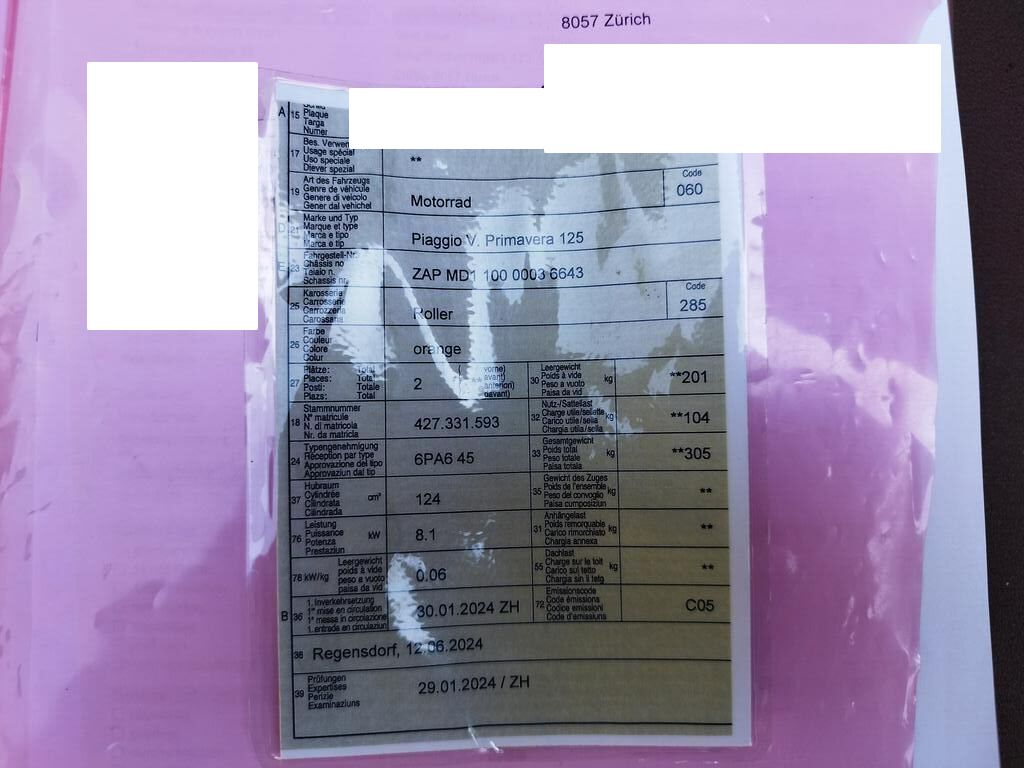 8057 Zürich
A 15 Schild
Plaque
Targa
Numer
17 Bes. Verwen
Usage spécial
Uso speciale
Diever spezial
**
19 Art des Fahrzeugs
Genre de véhicule
Genere di veicolo
Gener dal vehichel
Motorrad
Code
060
D 21 Marke und Typ
Marque et type
Marca e tipo
Marca e tip
Piaggio V. Primavera 125
E 23 Fahrgestell-Nr.
Châssis no
Telaio n.
Schassis nr.
ZAP MD1 100 0003 6643
25 Karosserie
Carrosserie
Carrozzeria
Carossaria
Roller
Code
285
26 Farbe
Couleur
Colore
Colur
orange
27 Plätze: Total
Places: Total
Posti: Totale
Plazs: Total
2
vorne)
avant)
anteriori)
davant)
**
30 Leergewicht
Poids à vide
Peso a vuoto
Paisa da vid
kg
**201
18 Stammnummer
N° matricule
N. di matricola
Nr. da matricla
427.331.593
32 Nutz-/Sattellast
Charge utile/sellette
Carico utile/sella
Chargia utila/sella
kg
**104
24 Typengenehmigung
Réception par type
Approvazione del tipo
Approvaziun dal tip
6PA6 45
33 Gesamtgewicht
Poids total
Peso totale
Paisa totala
kg
**305
37 Hubraum
Cylindrée
Cilindrata
Cilindrada
cm³
124
35 Gewicht des Zuges
Poids de l'ensemble
Peso del convoglio
Paisa cumposiziun
kg
**
76 Leistung
Puissance
Potenza
Prestaziun
kW
8.1
31 Anhängelast
Poids remorquable
Carico rimorchiato
Chargia annexa
kg
**
78 kW/kg
Leergewicht
poids à vide
peso a vuoto
paisa da vid
0.06
55 Dachlast
Charge sur le toit
Carico sul tetto
Chargia sin il tetg
kg
**
B 36 1. Inverkehrsetzung
1re mise en circulation
1a messa in circolazione
1. entrada en circulaziun
30.01.2024 ZH
72 Emissionscode
Code émissions
Codice emissioni
Code d'emissiuns
C05
38 Regensdorf, 12.06.2024
39 Prüfungen
Expertises
Perizie
Examinaziuns
29.01.2024 / ZH